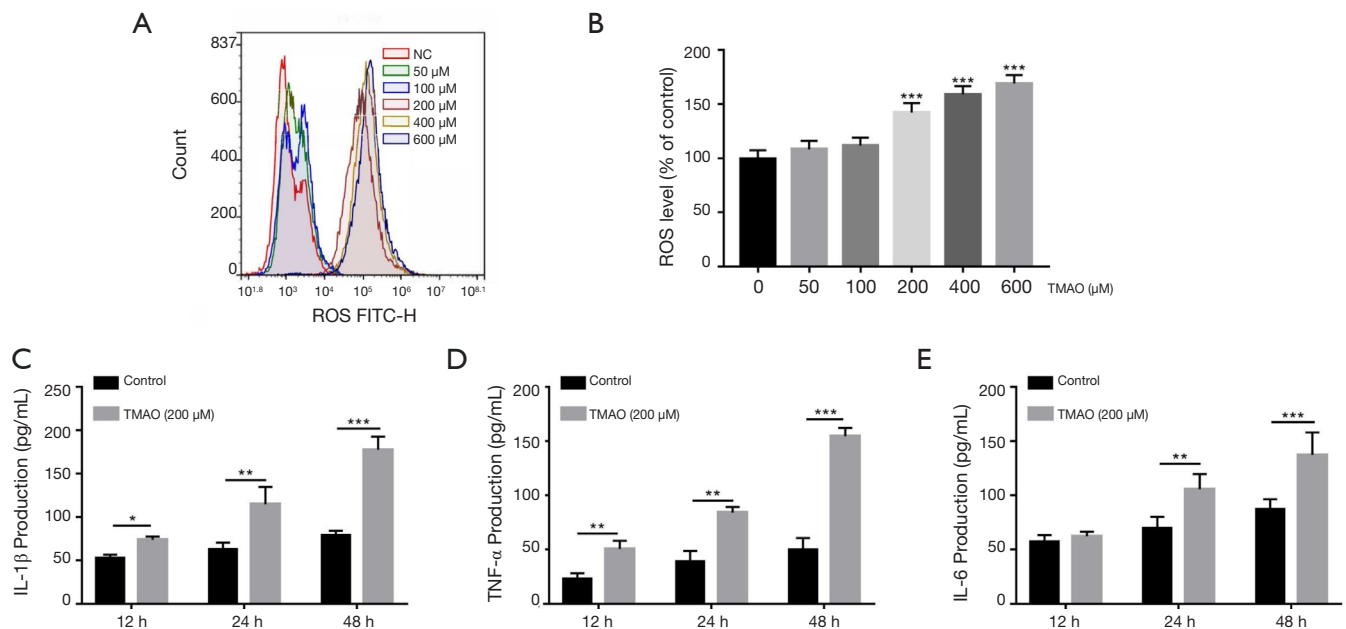 A
837
600
400
200
0
Count
NC
50 µM
100 µM
200 µM
400 µM
600 µM
10^1.8 10^3 10^4 10^5 10^6 10^7 10^8.1
ROS FITC-H
B
200
150
100
50
0
ROS level (% of control)
*** *** ***
0 50 100 200 400 600 TMAO (µM)
C
250
200
150
100
50
0
IL-1β Production (pg/mL)
Control
TMAO (200 µM)
* ** ***
12 h 24 h 48 h
D
200
150
100
50
0
TNF-α Production (pg/mL)
Control
TMAO (200 µM)
** ** ***
12 h 24 h 48 h
E
200
150
100
50
0
IL-6 Production (pg/mL)
Control
TMAO (200 µM)
** ***
12 h 24 h 48 h